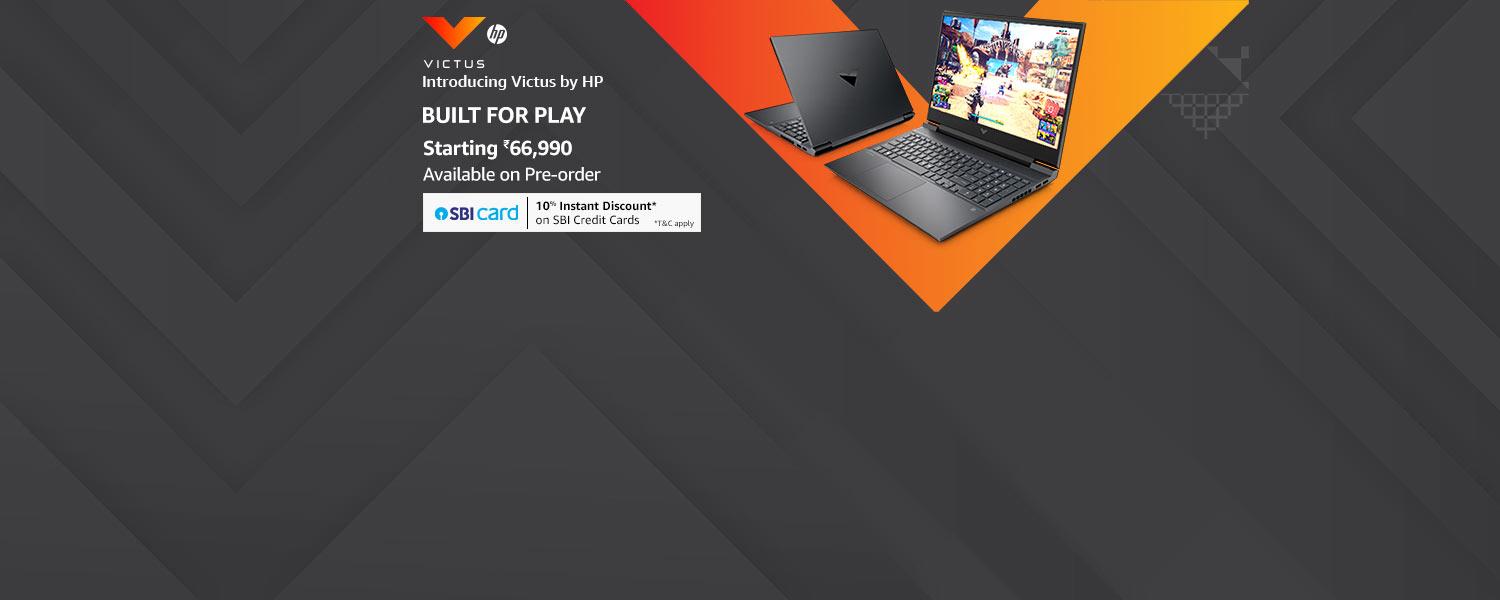 hp
VICTUS
Introducing Victus by HP
BUILT FOR PLAY
Starting ₹66,990
Available on Pre-order
SBI card
10% Instant Discount*
on SBI Credit Cards
*T&C apply